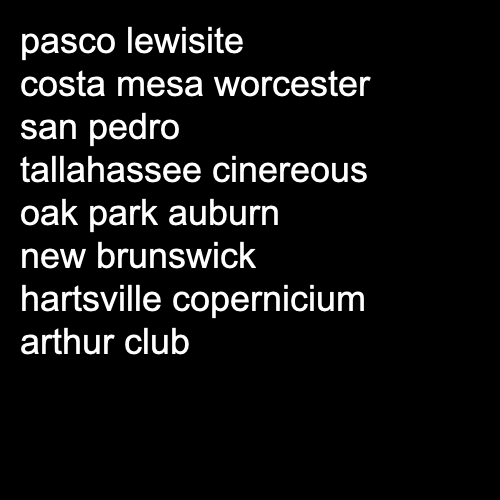 pasco lewisite
costa mesa worcester
san pedro
tallahassee cinereous
oak park auburn
new brunswick
hartsville copernicium
arthur club